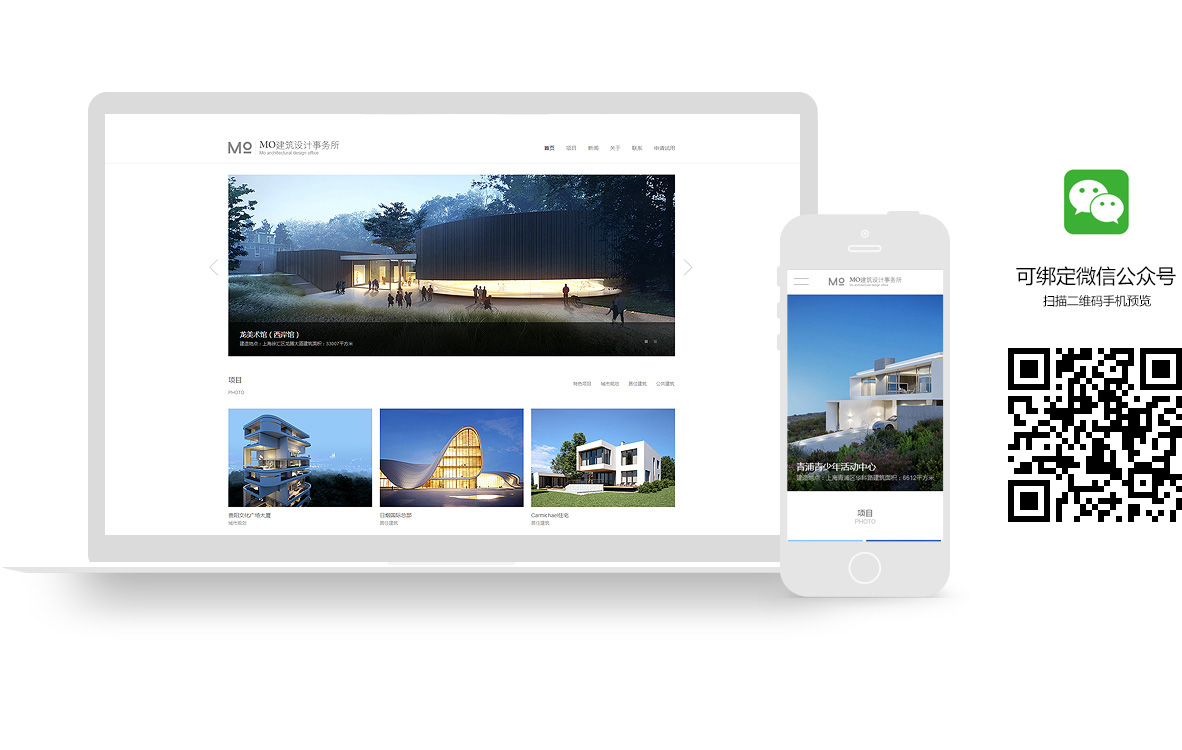 MO
MO建筑设计事务所
Mo architectural design office
首页 项目 新闻 关于 联系 申请试用
龙美术馆（西岸馆）
建造地点：上海徐汇区龙腾大道建筑面积：33007平方米
项目
PHOTO
特色项目 城市规划 居住建筑 公共建筑
贵阳文化广场大厦
城市规划
日烟国际总部
居住建筑
Carmichael住宅
居住建筑
MO
MO建筑设计事务所
Mo architectural design office
青浦青少年活动中心
建造地点：上海青浦区华科路建筑面积：6612平方米
项目
PHOTO
可绑定微信公众号
扫描二维码手机预览